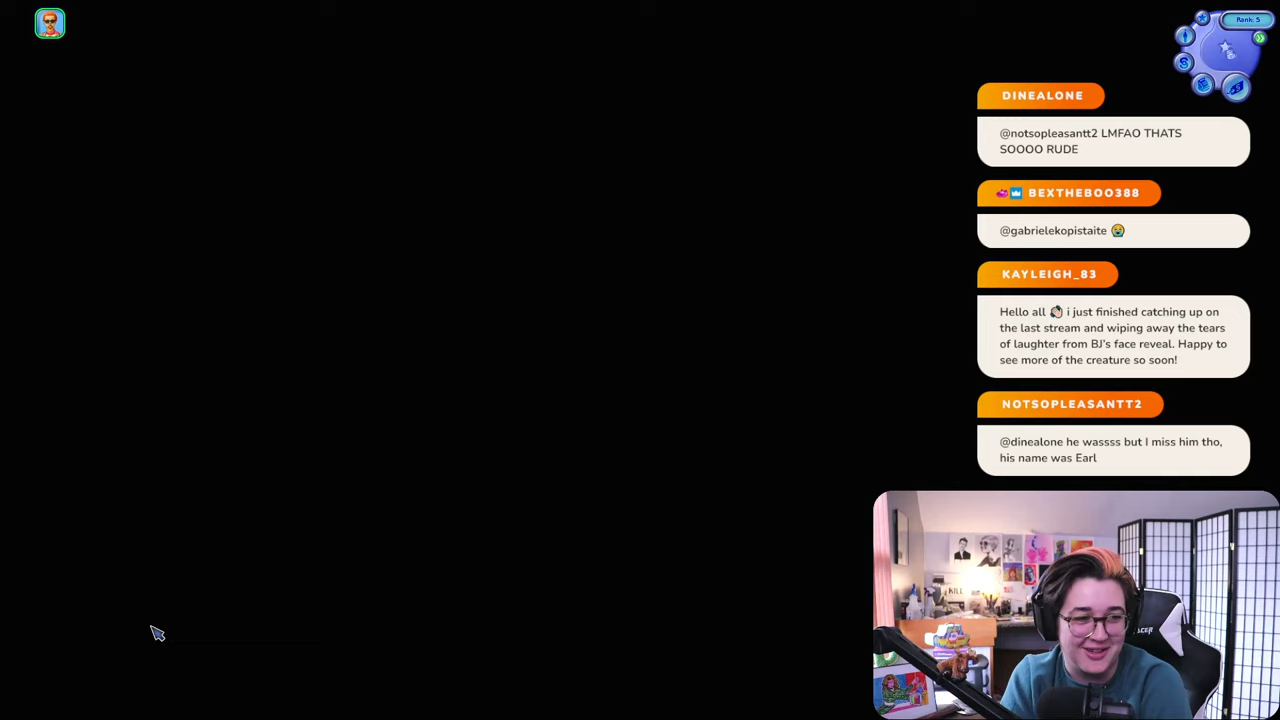 Rank: 5
DINEALONE
@notsopleasantt2 LMFAO THATS
SOOOO RUDE
BEXTHEBOO388
@gabrielekopistaite 😭
KAYLEIGH_83
Hello all 👋🏻 i just finished catching up on
the last stream and wiping away the tears
of laughter from BJ's face reveal. Happy to
see more of the creature so soon!
NOTSOPLEASANTT2
@dinealone he wassss but I miss him tho,
his name was Earl
KILL